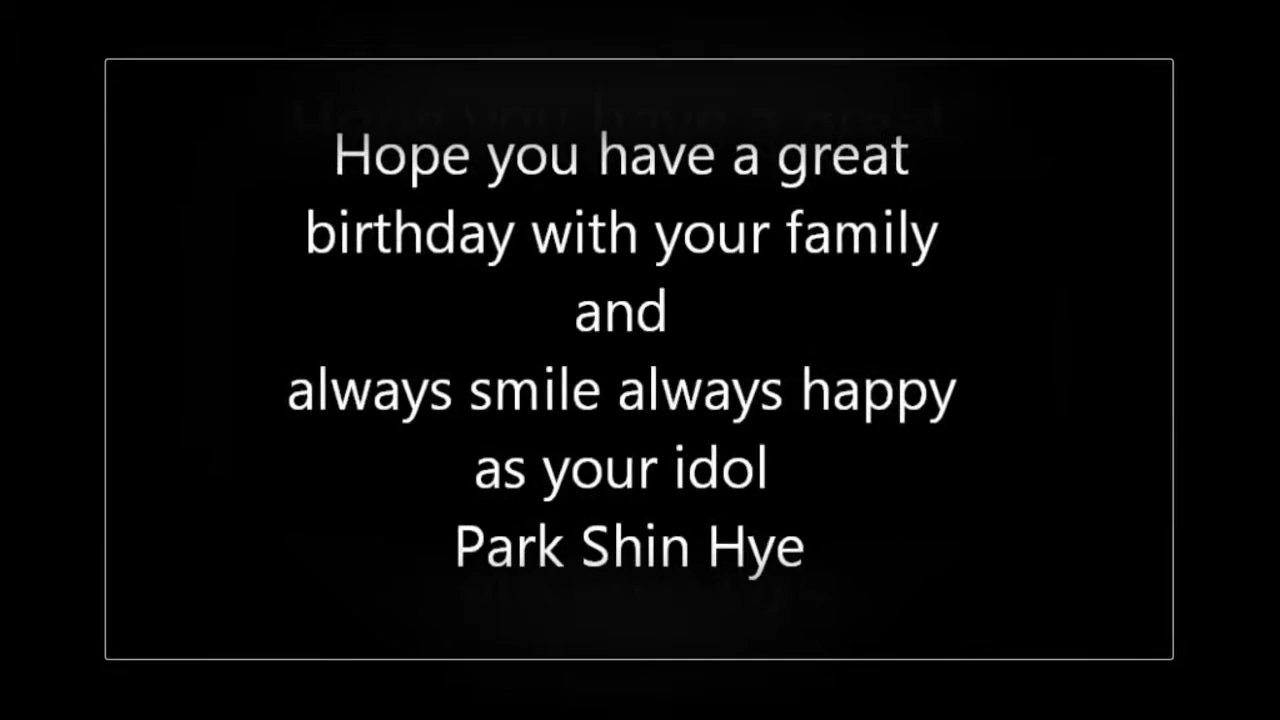 Hope you have a great
birthday with your family
and
always smile always happy
as your idol
Park Shin Hye